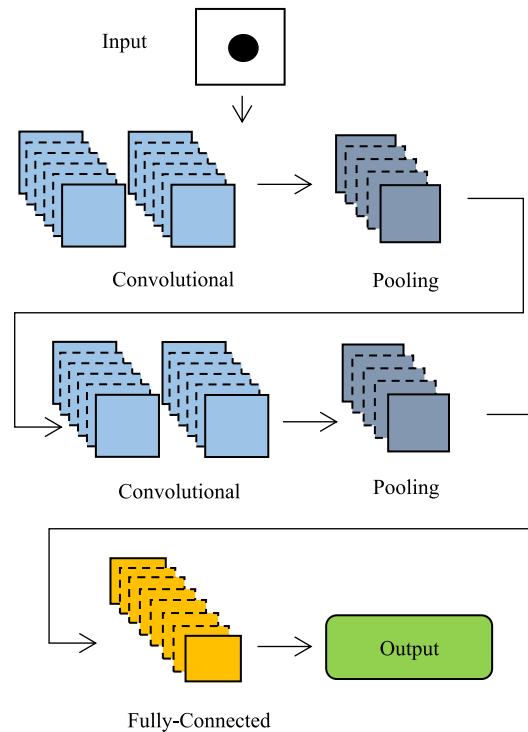 Input
Convolutional
Pooling
Convolutional
Pooling
Output
Fully-Connected